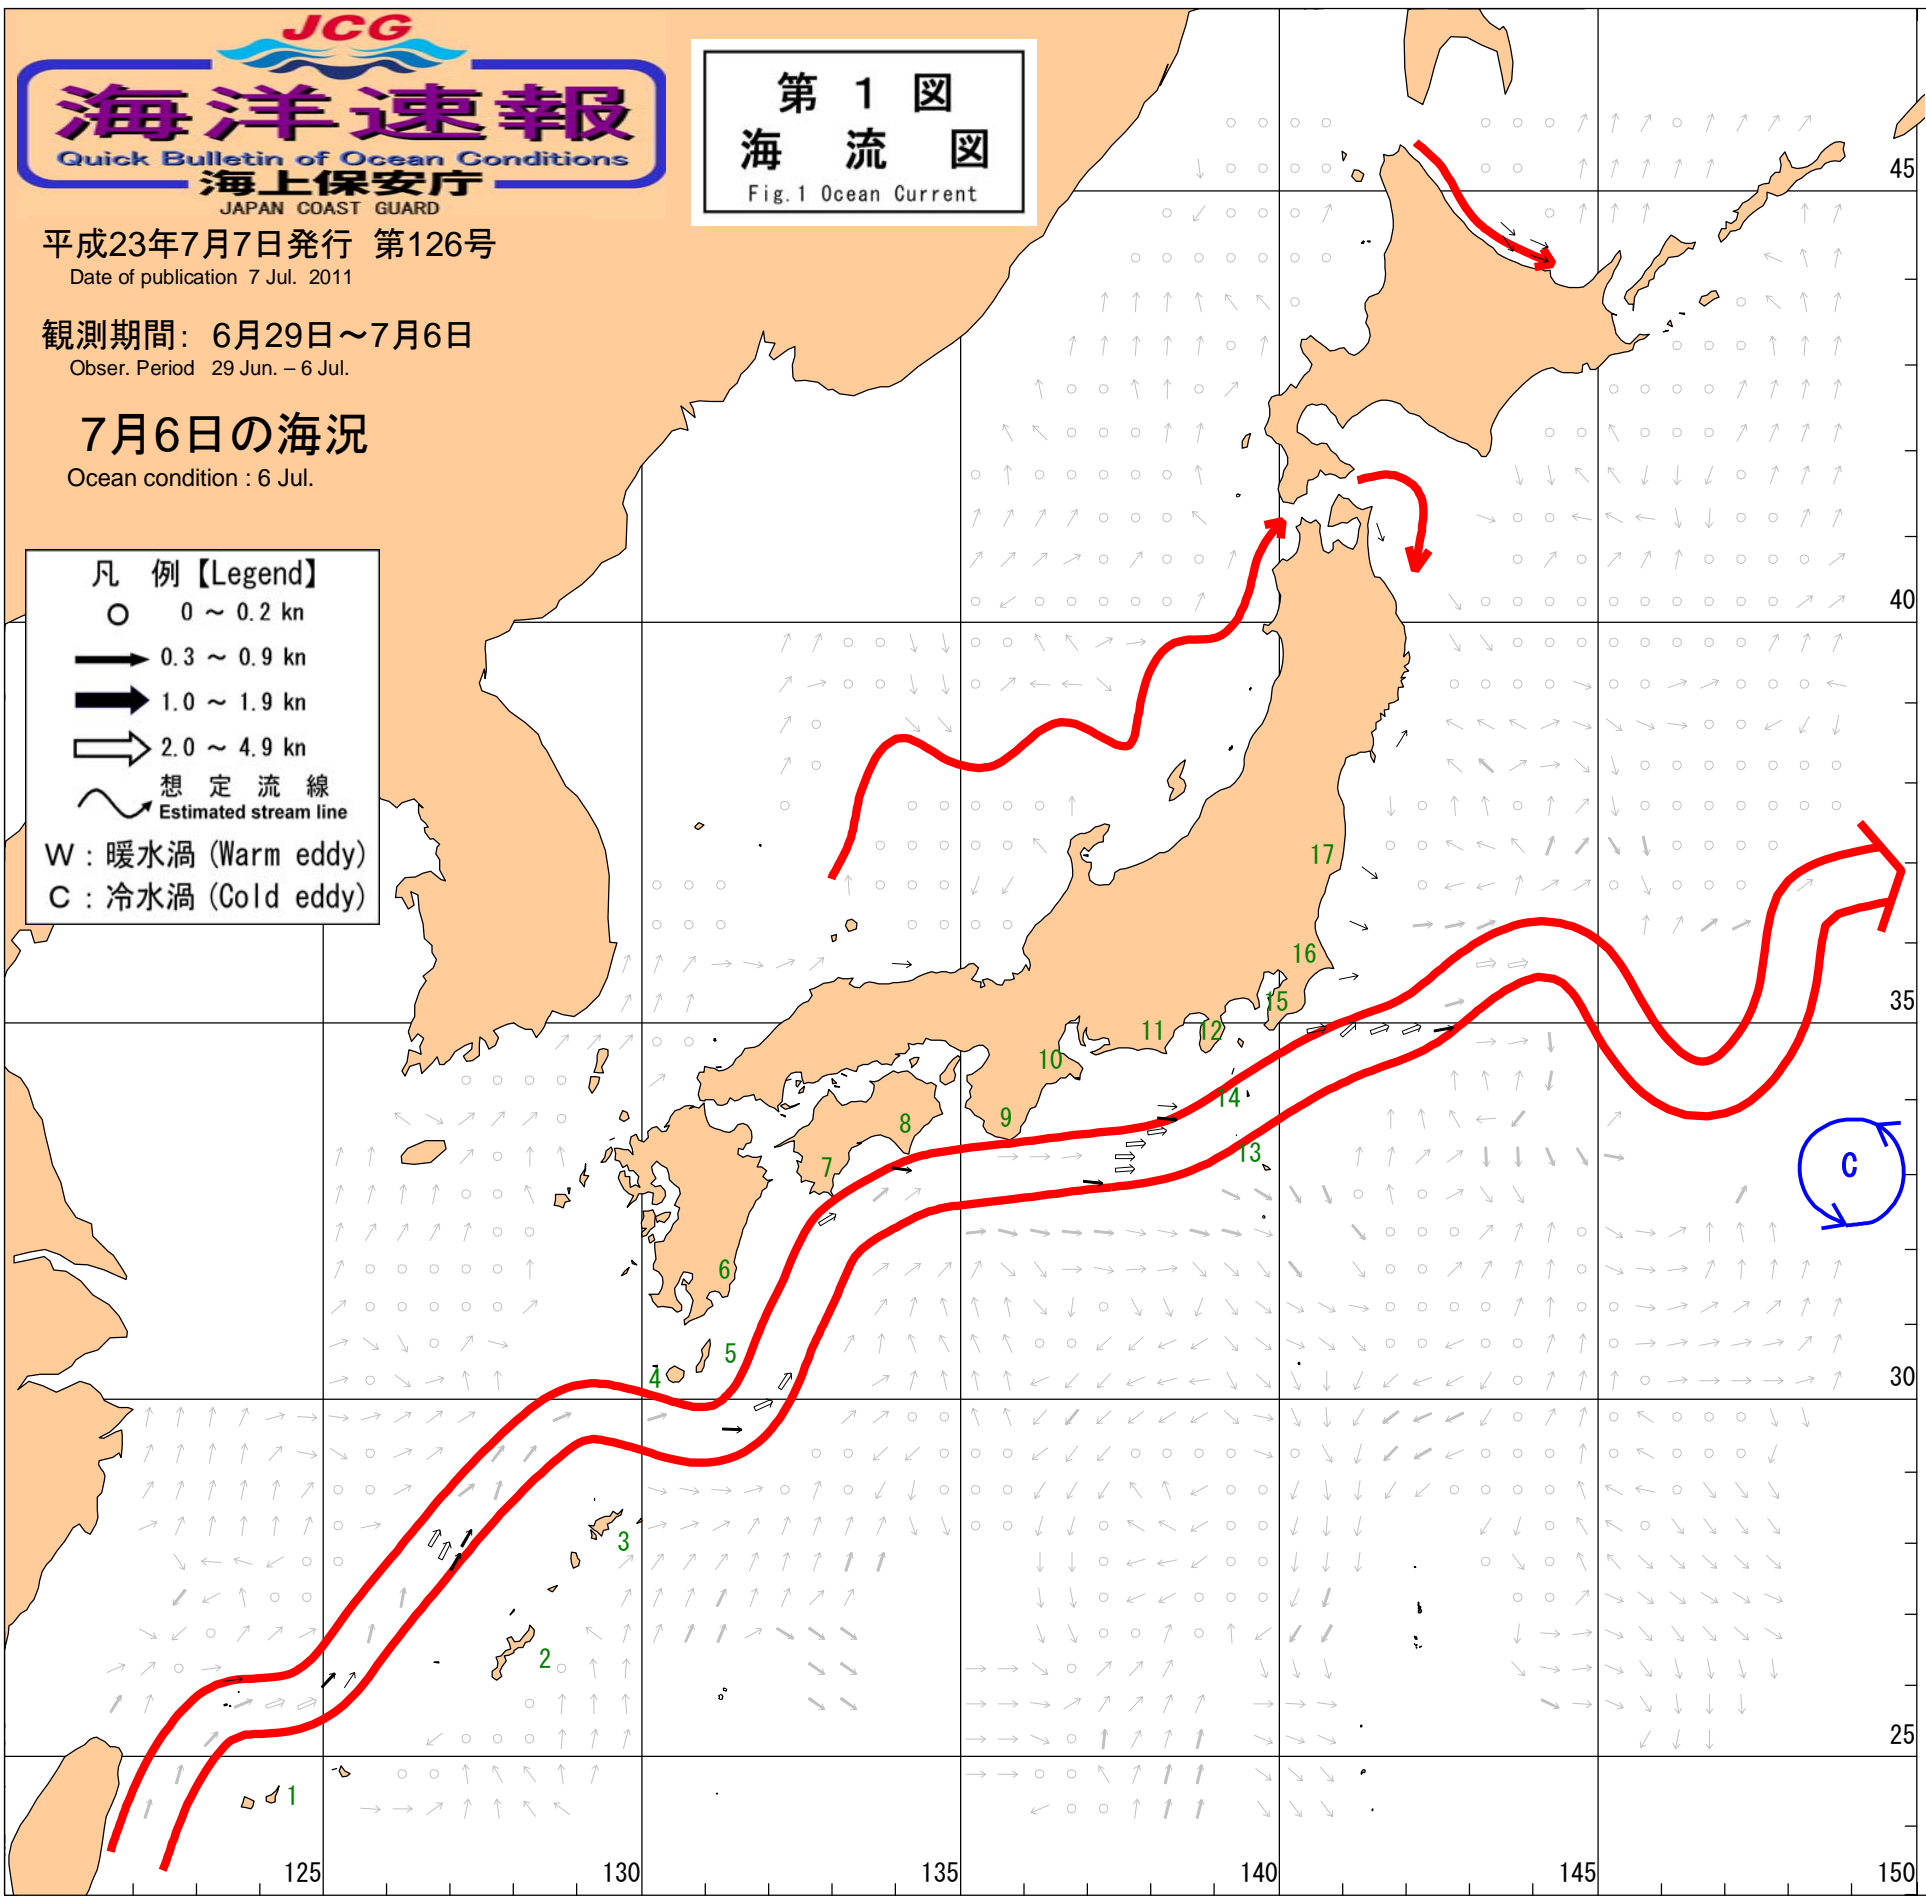 JCG
海洋速報
Quick Bulletin of Ocean Conditions
海上保安庁
JAPAN COAST GUARD
平成23年7月7日発行 第126号
Date of publication 7 Jul. 2011
観測期間: 6月29日～7月6日
Obser. Period 29 Jun. – 6 Jul.
7月6日の海況
Ocean condition : 6 Jul.
第 1 図
海 流 図
Fig.1 Ocean Current
凡 例【Legend】
0 ～ 0.2 kn
0.3 ～ 0.9 kn
1.0 ～ 1.9 kn
2.0 ～ 4.9 kn
想 定 流 線
Estimated stream line
W : 暖水渦 (Warm eddy)
C : 冷水渦 (Cold eddy)
45
40
17
16
35
15
12
11
10
14
9
8
13
7
C
6
5
4
30
3
2
25
1
125
130
135
140
145
150